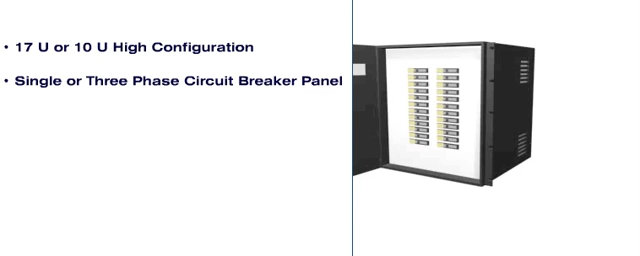 • 17 U or 10 U High Configuration
• Single or Three Phase Circuit Breaker Panel